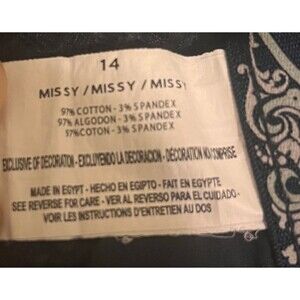 14
MISSY / MISSY / MISSY
97% COTTON - 3% SPANDEX
97% ALGODON - 3% SPANDEX
97% COTON - 3% SPANDEX
EXCLUSIVE OF DECORATION - EXCLUYENDO LA DECORACION - DÉCORATION NON COMPRISE
MADE IN EGYPT - HECHO EN EGIPTO - FAIT EN EGYPTE
SEE REVERSE FOR CARE - VER AL REVERSO PARA EL CUIDADO -
VOIR LES INSTRUCTIONS D'ENTRETIEN AU DOS